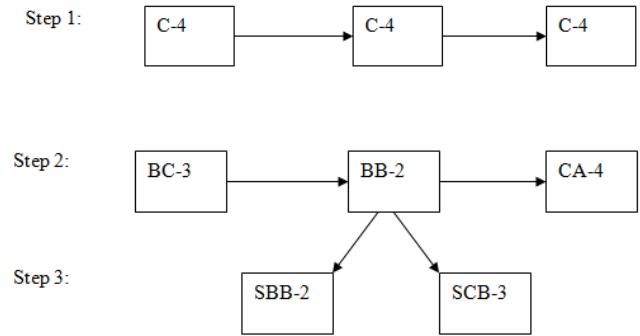 Step 1:
C-4
C-4
C-4
Step 2:
BC-3
BB-2
CA-4
Step 3:
SBB-2
SCB-3